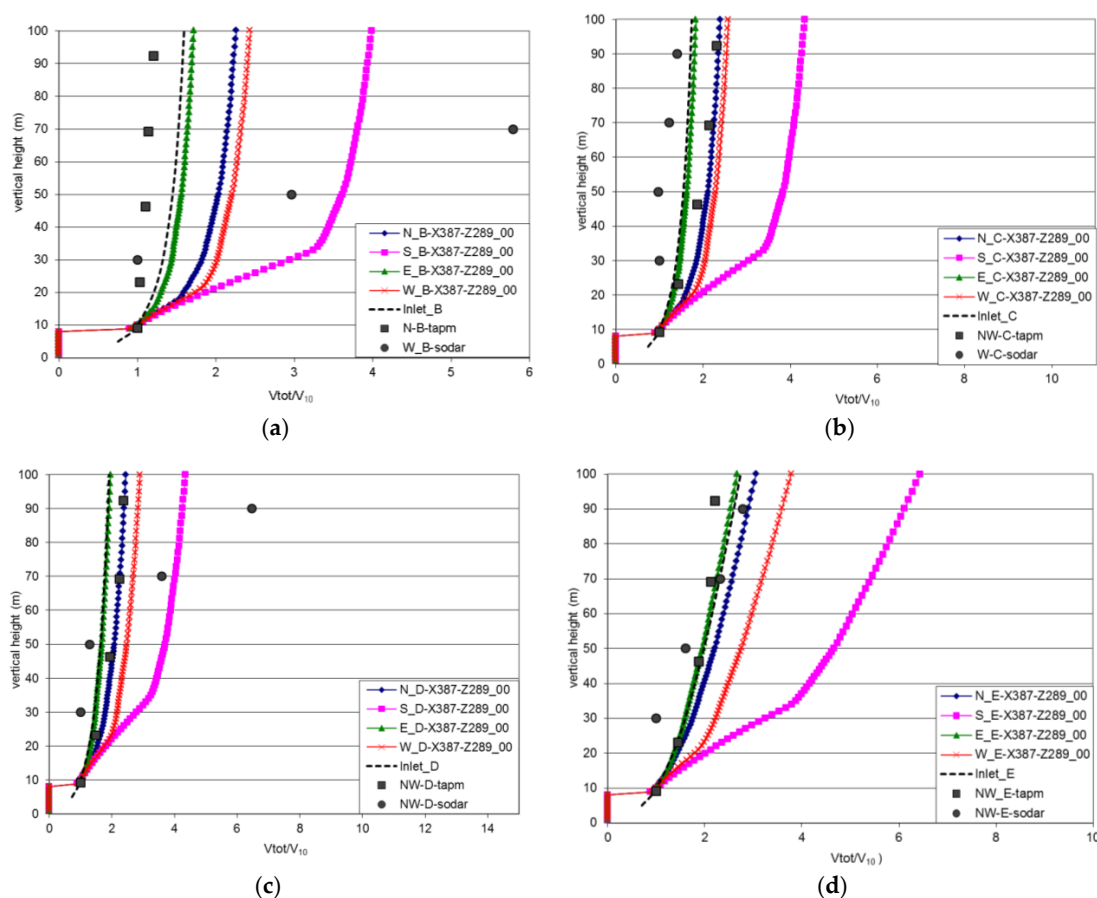 100
90
80
70
60
50
40
30
20
10
0
vertical height (m)
N_B-X387-Z289_00
S_B-X387-Z289_00
E_B-X387-Z289_00
W_B-X387-Z289_00
Inlet_B
N-B-tapm
W_B-sodar
0 1 2 3 4 5 6
Vtot/V10
(a)
100
90
80
70
60
50
40
30
20
10
0
vertical height (m)
N_C-X387-Z289_00
S_C-X387-Z289_00
E_C-X387-Z289_00
W_C-X387-Z289_00
Inlet_C
NW-C-tapm
W-C-sodar
0 2 4 6 8 10
Vtot/V10
(b)
100
90
80
70
60
50
40
30
20
10
0
vertical height (m)
N_D-X387-Z289_00
S_D-X387-Z289_00
E_D-X387-Z289_00
W_D-X387-Z289_00
Inlet_D
NW-D-tapm
NW-D-sodar
0 2 4 6 8 10 12 14
Vtot/V10
(c)
100
90
80
70
60
50
40
30
20
10
0
vertical height (m)
N_E-X387-Z289_00
S_E-X387-Z289_00
E_E-X387-Z289_00
W_E-X387-Z289_00
Inlet_E
NW_E-tapm
NW-E-sodar
0 2 4 6 8 10
Vtot/V10 )
(d)